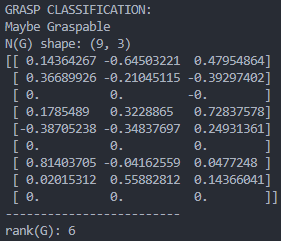 GRASP CLASSIFICATION:
Maybe Graspable
N(G) shape: (9, 3)
[[ 0.14364267 -0.64503221  0.47954864]
 [ 0.36689926 -0.21045115 -0.39297402]
 [ 0.          0.         -0.        ]
 [ 0.1785489   0.3228865   0.72837578]
 [-0.38705238 -0.34837697  0.24931361]
 [ 0.          0.          0.        ]
 [ 0.81403705 -0.04162559  0.0477248 ]
 [ 0.02015312  0.55882812  0.14366041]
 [ 0.          0.          0.        ]]
--------------------------
rank(G): 6